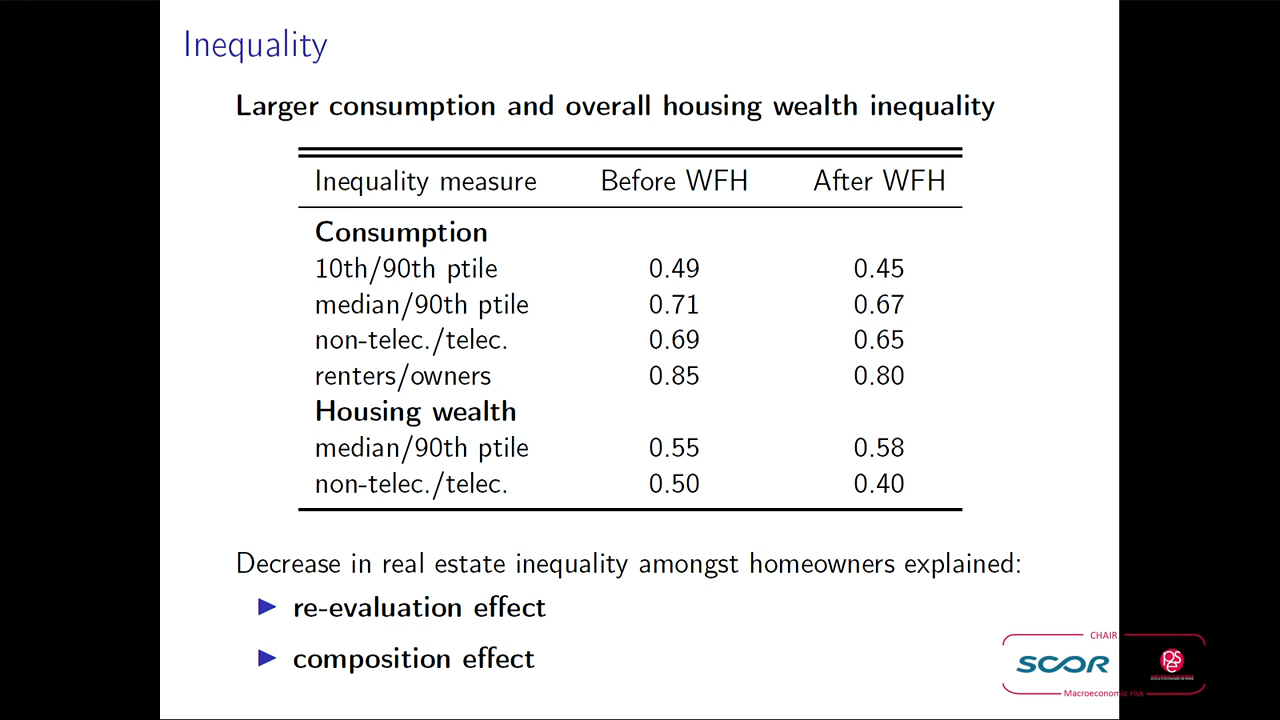 Inequality
Larger consumption and overall housing wealth inequality
Inequality measure Before WFH After WFH
Consumption
10th/90th ptile 0.49 0.45
median/90th ptile 0.71 0.67
non-telec./telec. 0.69 0.65
renters/owners 0.85 0.80
Housing wealth
median/90th ptile 0.55 0.58
non-telec./telec. 0.50 0.40
Decrease in real estate inequality amongst homeowners explained:
▶ re-evaluation effect
▶ composition effect
CHAIR
SCOR
Macroeconomic risk